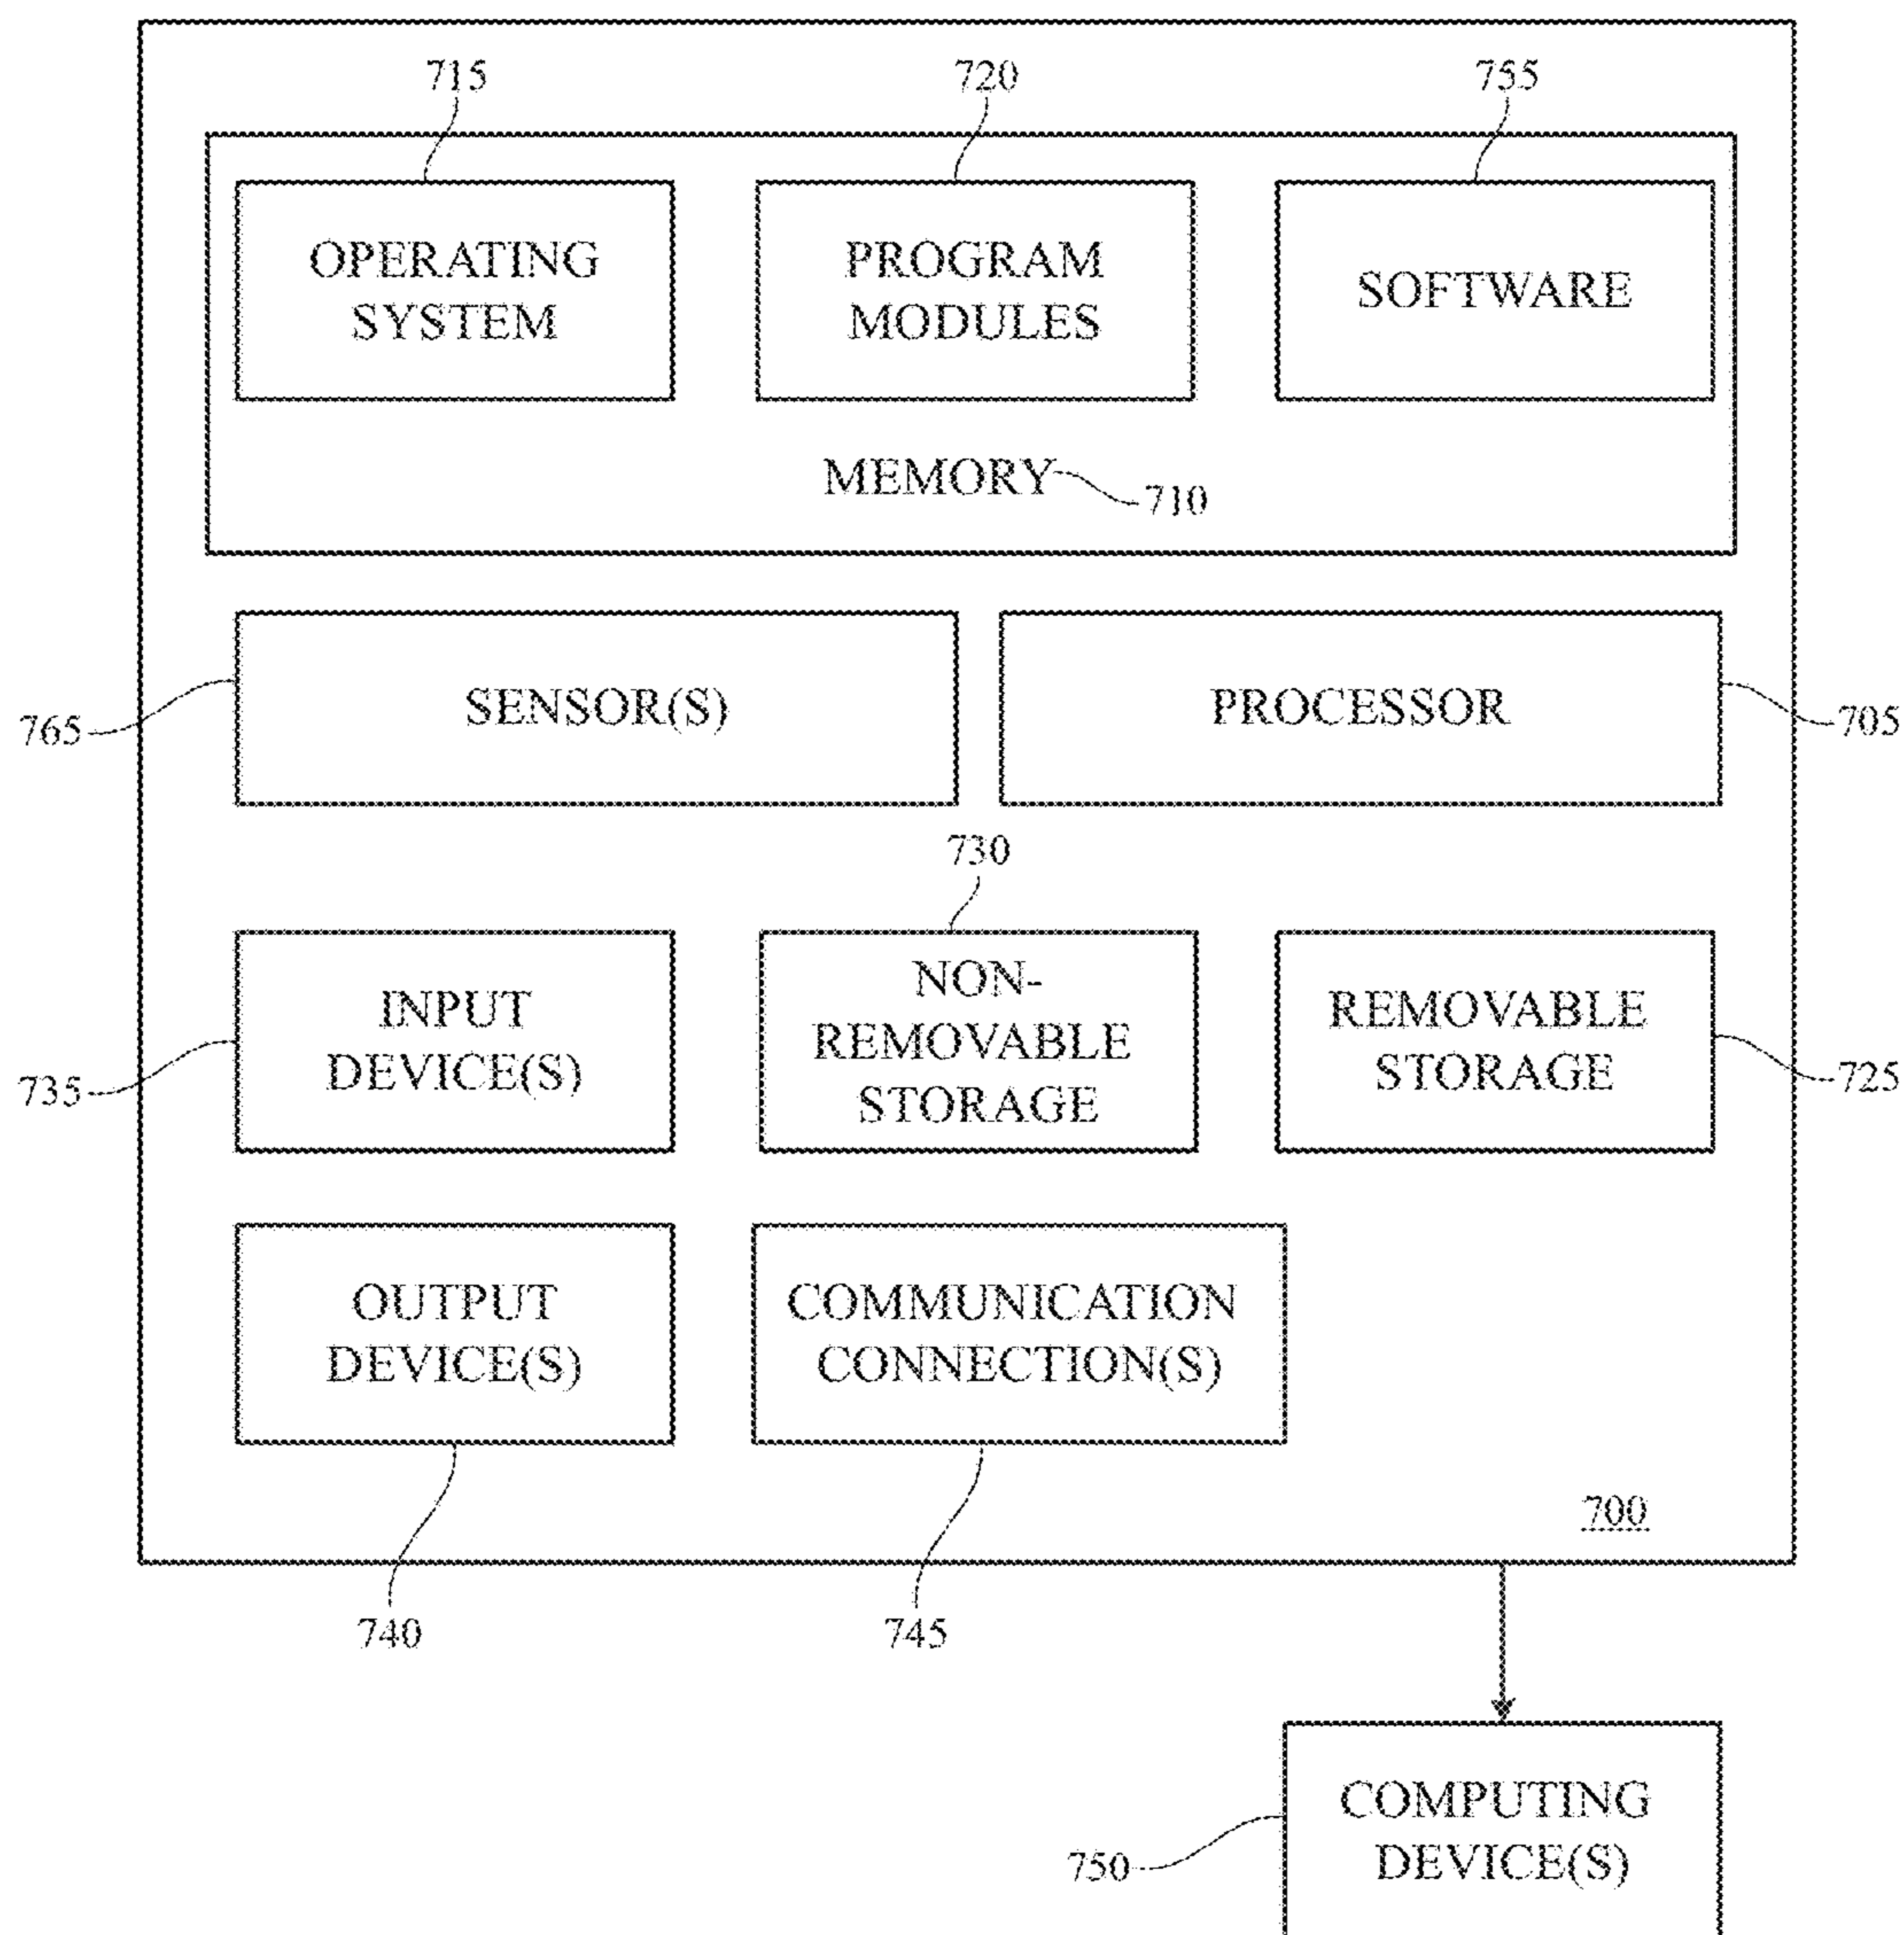 715
720
755
OPERATING
SYSTEM
PROGRAM
MODULES
SOFTWARE
MEMORY
710
SENSOR(S)
PROCESSOR
765
705
730
INPUT
DEVICE(S)
NON-
REMOVABLE
STORAGE
REMOVABLE
STORAGE
735
725
OUTPUT
DEVICE(S)
COMMUNICATION
CONNECTION(S)
700
740
745
COMPUTING
DEVICE(S)
750